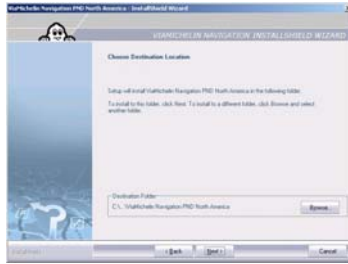 ViaMichelin Navigation PND North America - InstallShield Wizard
VIAMICHELIN NAVIGATION INSTALLSHIELD WIZARD
Choose Destination Location
Setup will install ViaMichelin Navigation PND North America in the following folder.
To install to this folder, click Next. To install to a different folder, click Browse and select
another folder.
Destination Folder
C:\...\ViaMichelin Navigation PND North America
Browse...
InstallShield
< Back
Next >
Cancel